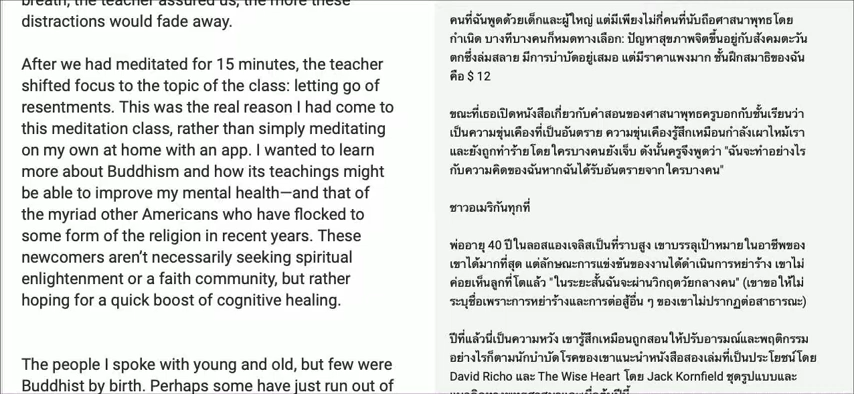 breath, the teacher assured us, the more these
distractions would fade away.
After we had meditated for 15 minutes, the teacher
shifted focus to the topic of the class: letting go of
resentments. This was the real reason I had come to
this meditation class, rather than simply meditating
on my own at home with an app. I wanted to learn
more about Buddhism and how its teachings might
be able to improve my mental health—and that of
the myriad other Americans who have flocked to
some form of the religion in recent years. These
newcomers aren't necessarily seeking spiritual
enlightenment or a faith community, but rather
hoping for a quick boost of cognitive healing.
The people I spoke with young and old, but few were
Buddhist by birth. Perhaps some have just run out of
คนที่ฉันพูดด้วยเด็กและผู้ใหญ่ แต่มีเพียงไม่กี่คนที่นับถือศาสนาพุทธโดย
กำเนิด บางทีบางคนก็หมดทางเลือก: ปัญหาสุขภาพจิตขึ้นอยู่กับสังคมตะวัน
ตกซึ่งล่มสลาย มีการบำบัดอยู่เสมอ แต่มีราคาแพงมาก ชั้นฝึกสมาธิของฉัน
คือ $ 12
ขณะที่เธอเปิดหนังสือเกี่ยวกับคำสอนของศาสนาพุทธครูบอกกับชั้นเรียนว่า
เป็นความขุ่นเคืองที่เป็นอันตราย ความขุ่นเคืองรู้สึกเหมือนกำลังเผาไหม้เรา
และยังถูกทำร้ายโดยใครบางคนยังเจ็บ ดังนั้นครูจึงพูดว่า "ฉันจะทำอย่างไร
กับความคิดของฉันหากฉันได้รับอันตรายจากใครบางคน"
ชาวอเมริกันทุกที่
พ่ออายุ 40 ปีในลอสแองเจลิสเป็นที่ราบสูง เขาบรรลุเป้าหมายในอาชีพของ
เขาได้มากที่สุด แต่ลักษณะการแข่งขันของงานได้ดำเนินการหย่าร้าง เขาไม่
ค่อยเห็นลูกที่โตแล้ว "ในระยะสั้นฉันจะผ่านวิกฤตวัยกลางคน" (เขาขอให้ไม่
ระบุชื่อเพราะการหย่าร้างและการต่อสู้อื่น ๆ ของเขาไม่ปรากฏต่อสาธารณะ)
ปีที่แล้วนี่เป็นความหวัง เขารู้สึกเหมือนถูกสอนให้ปรับอารมณ์และพฤติกรรม
อย่างไรก็ตามนักบำบัดโรคของเขาแนะนำหนังสือสองเล่มที่เป็นประโยชน์โดย
David Richo และ The Wise Heart โดย Jack Kornfield ชุดรูปแบบและ